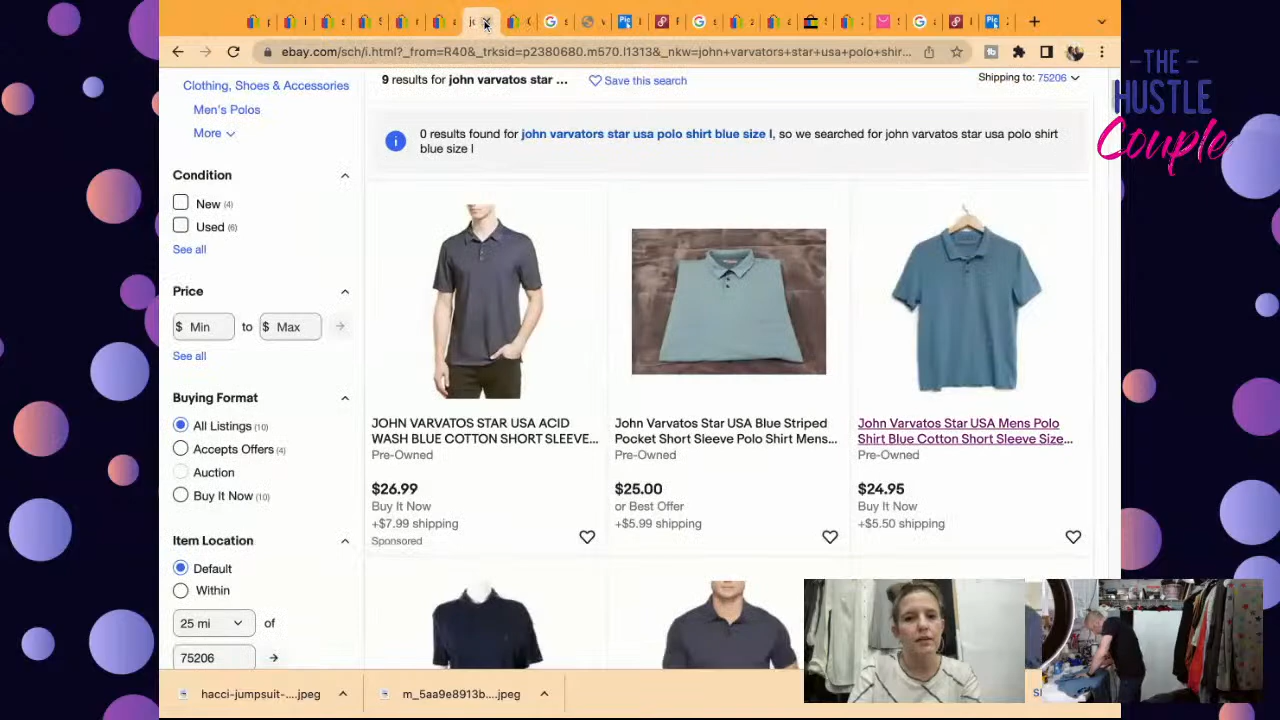 ebay.com/sch/i.html?_from=R40&_trksid=p2380680.m570.l1313&_nkw=john+varvators+star+usa+polo+shir...
-THE-
HUSTLE
Couple
Clothing, Shoes & Accessories
Men's Polos
More
9 results for john varvatos star ...
Save this search
Shipping to: 75206
0 results found for john varvators star usa polo shirt blue size l, so we searched for john varvatos star usa polo shirt
blue size l
Condition
New (4)
Used (6)
See all
Price
$ Min to $ Max
See all
Buying Format
All Listings (10)
Accepts Offers (4)
Auction
Buy It Now (10)
Item Location
Default
Within
25 mi of
75206
JOHN VARVATOS STAR USA ACID
WASH BLUE COTTON SHORT SLEEVE...
Pre-Owned
$26.99
Buy It Now
+$7.99 shipping
Sponsored
John Varvatos Star USA Blue Striped
Pocket Short Sleeve Polo Shirt Mens...
Pre-Owned
$25.00
or Best Offer
+$5.99 shipping
John Varvatos Star USA Mens Polo
Shirt Blue Cotton Short Sleeve Size...
Pre-Owned
$24.95
Buy It Now
+$5.50 shipping
hacci-jumpsuit-....jpeg
m_5aa9e8913b....jpeg